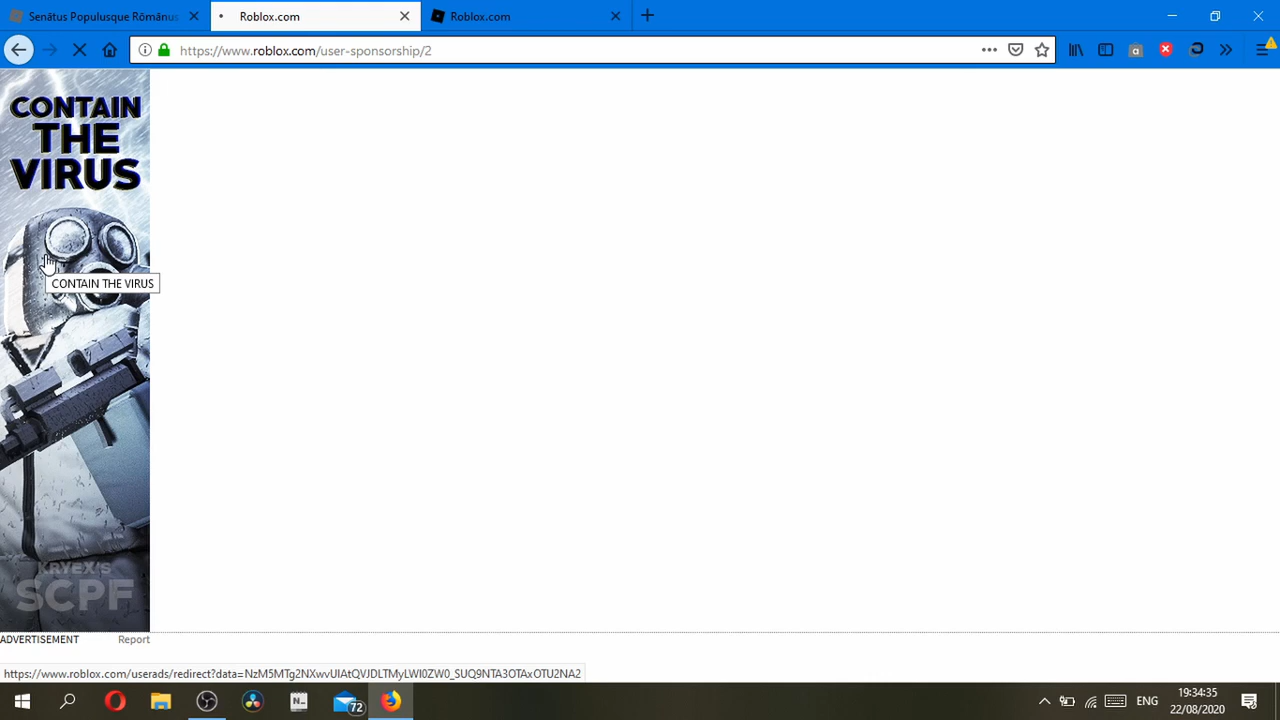 Senātus Populusque Rōmānus
Roblox.com
Roblox.com
https://www.roblox.com/user-sponsorship/2
CONTAIN
THE
VIRUS
CONTAIN THE VIRUS
KRYEX'S
SCPF
ADVERTISEMENT Report
https://www.roblox.com/userads/redirect?data=NzM5MTg2NXwvUIAtQVJDLTMyLWI0ZW0_SUQ9NTA3OTAxOTU2NA2
N_
72
ENG
19:34:35
22/08/2020